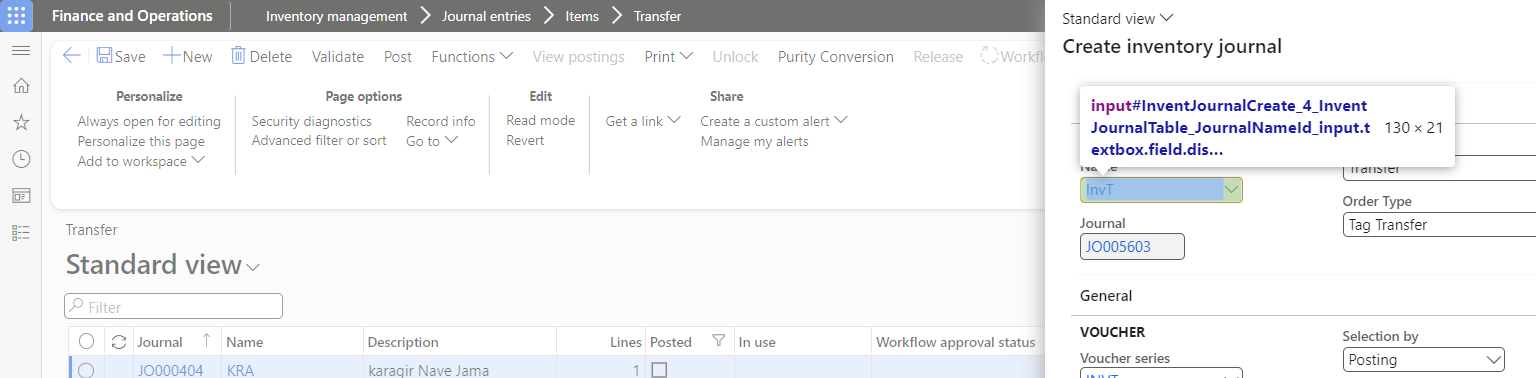 Finance and Operations
Inventory management > Journal entries > Items > Transfer
Save New Delete Validate Post Functions View postings Print Unlock Purity Conversion Release Workfl
Personalize
Always open for editing
Personalize this page
Add to workspace
Page options
Security diagnostics
Advanced filter or sort
Record info
Go to
Edit
Read mode
Revert
Share
Get a link
Create a custom alert
Manage my alerts
Transfer
Standard view
Filter
Journal Name Description Lines Posted In use Workflow approval status
JO000404 KRA karagir Nave Jama 1
Standard view
Create inventory journal
input#InventJournalCreate_4_Invent
JournalTable_JournalNameId_input.t
extbox.field.dis...
130 × 21
Name
InvT
Transfer
Order Type
Tag Transfer
Journal
JO005603
General
VOUCHER
Voucher series
INVT
Selection by
Posting